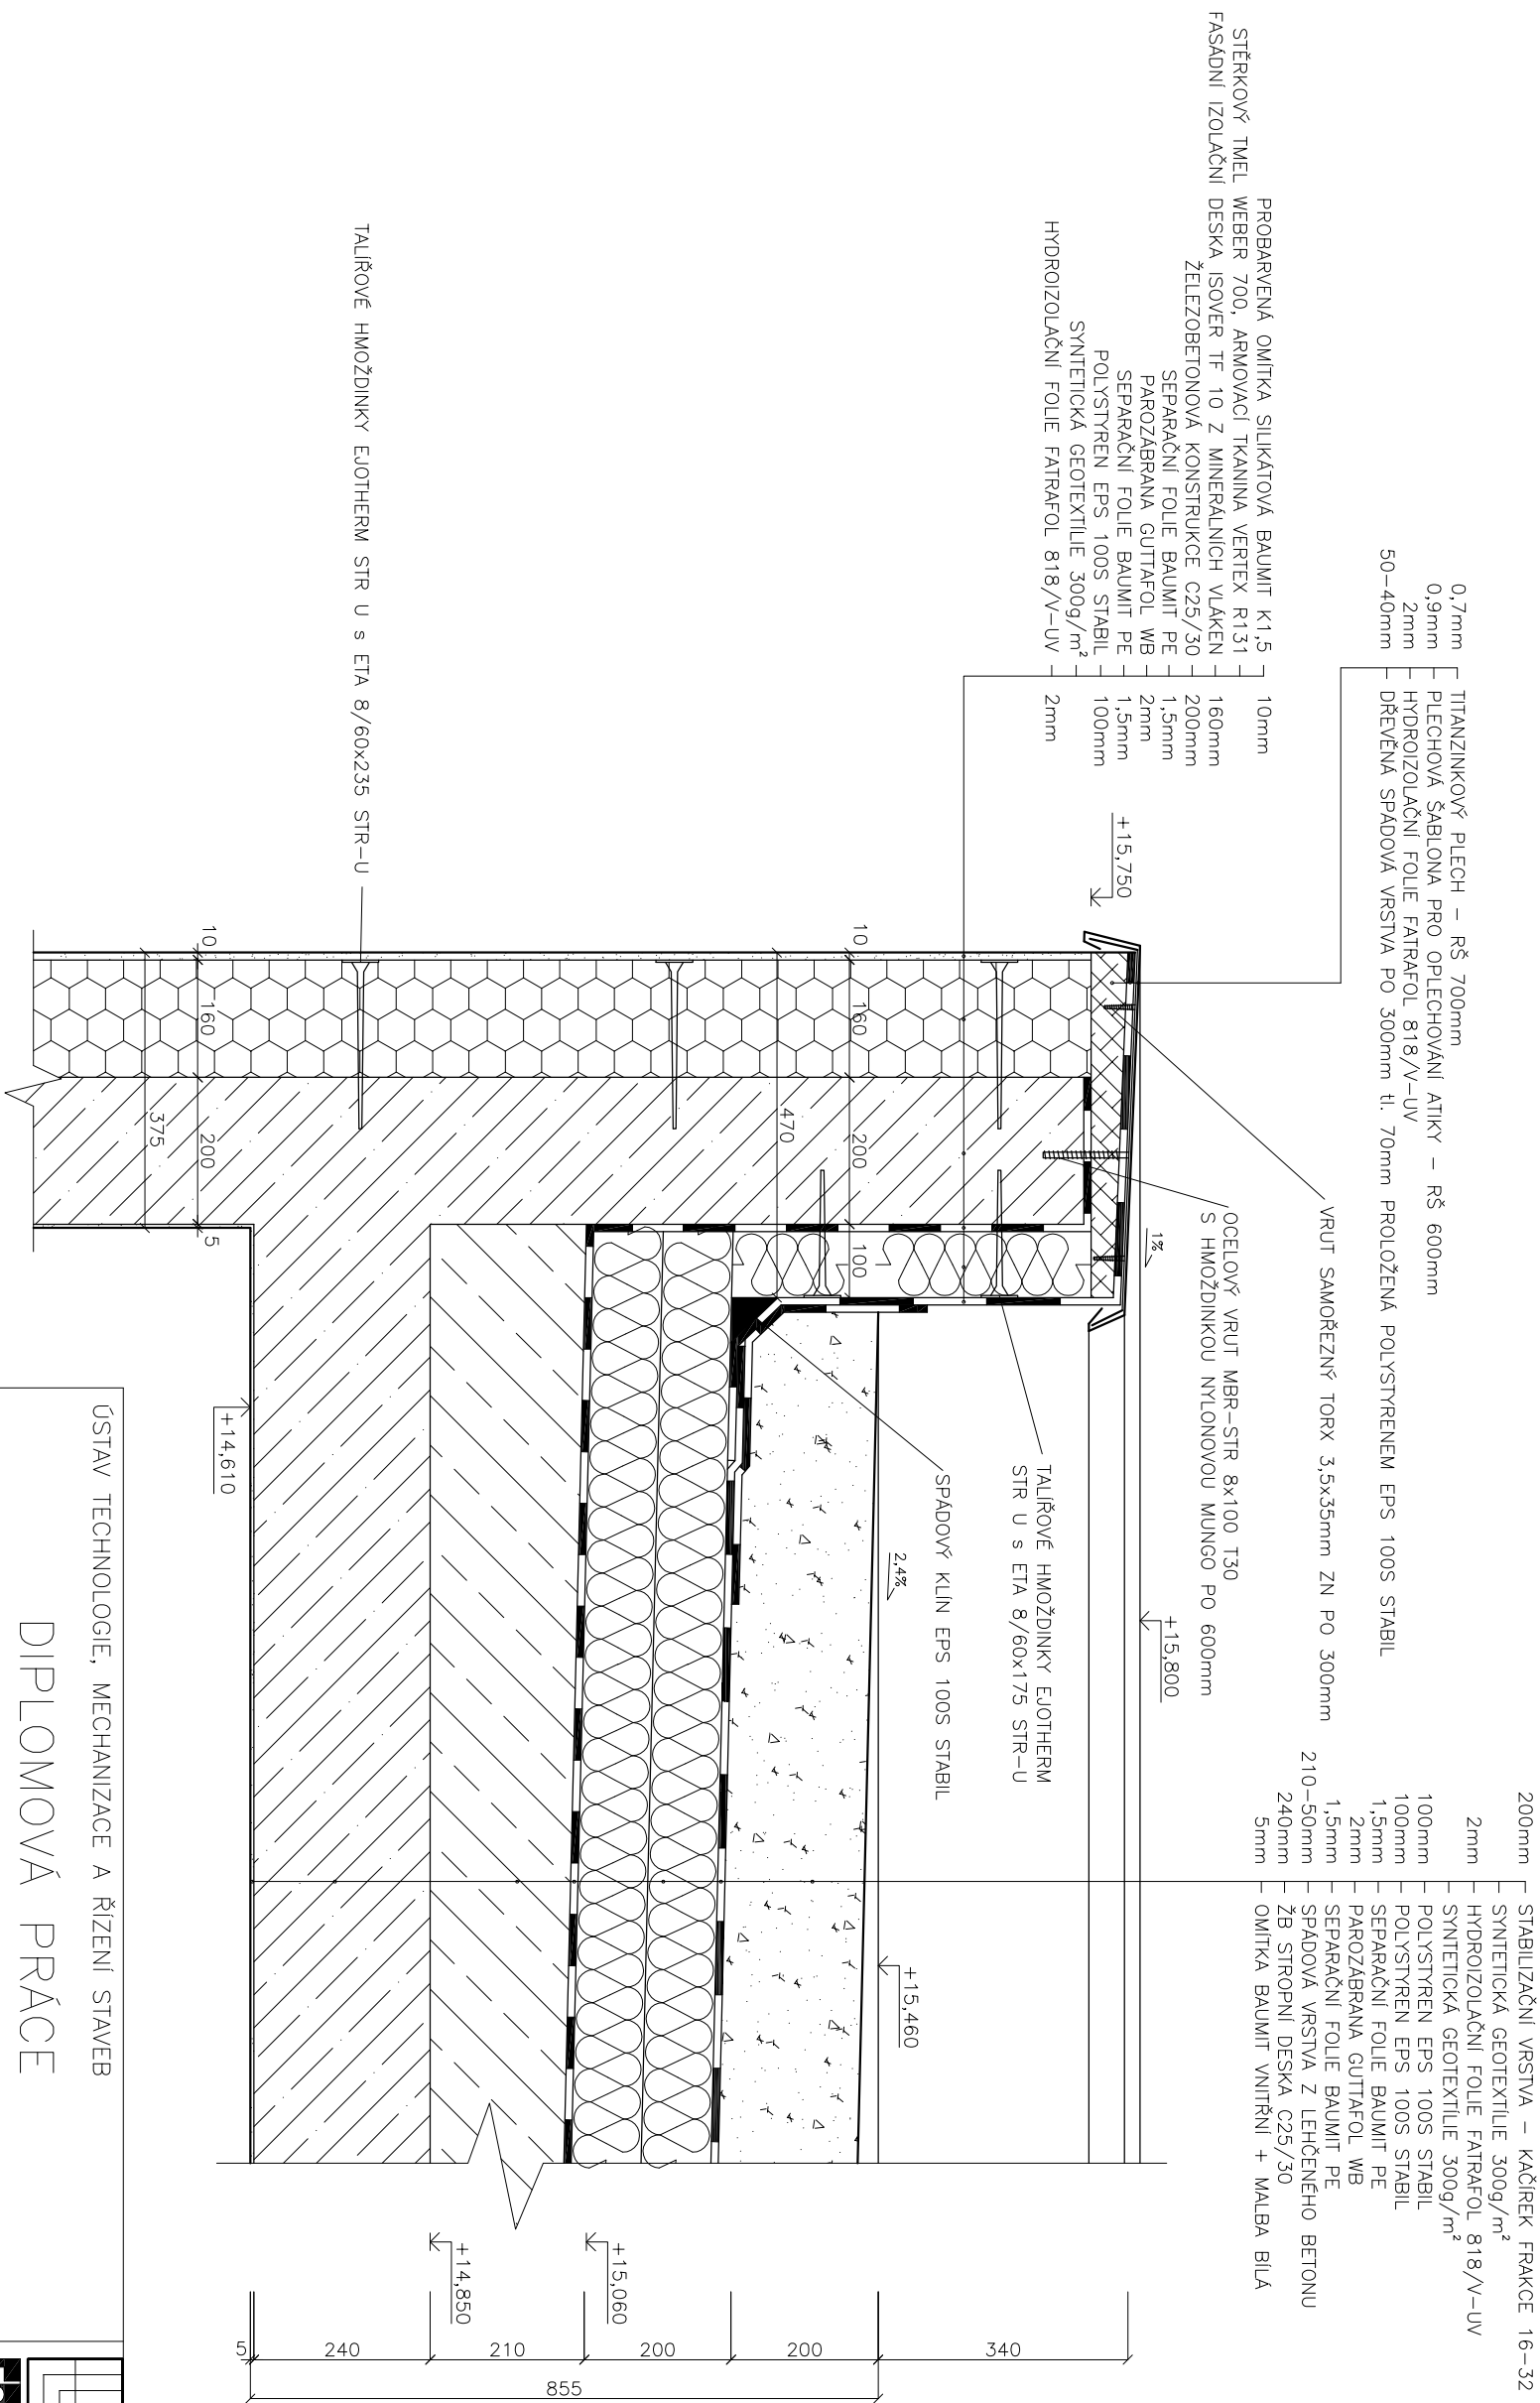 0,7mm TITANZINKOVÝ PLECH – RŠ 700mm
0,9mm PLECHOVÁ ŠABLONA PRO OPLECHOVÁNÍ ATIKY – RŠ 600mm
2mm HYDROIZOLAČNÍ FOLIE FATRAFOL 818/V–UV
50–40mm DŘEVĚNÁ SPÁDOVÁ VRSTVA PO 300mm tl. 70mm PROLOŽENÁ POLYSTYRENEM EPS 100S STABIL
VRUT SAMOŘEZNÝ TORX 3,5x35mm ZN PO 300mm
OCELOVÝ VRUT MBR–STR 8x100 T30
S HMOŽDINKOU NYLONOVOU MUNGO PO 600mm
200mm STABILIZAČNÍ VRSTVA – KAČÍREK FRAKCE 16–32
SYNTETICKÁ GEOTEXTÍLIE 300g/m²
2mm HYDROIZOLAČNÍ FOLIE FATRAFOL 818/V–UV
SYNTETICKÁ GEOTEXTÍLIE 300g/m²
100mm POLYSTYREN EPS 100S STABIL
100mm POLYSTYREN EPS 100S STABIL
1,5mm SEPARAČNÍ FOLIE BAUMIT PE
2mm PAROZÁBRANA GUTTAFOL WB
1,5mm SEPARAČNÍ FOLIE BAUMIT PE
210–50mm SPÁDOVÁ VRSTVA Z LEHČENÉHO BETONU
240mm ŽB STROPNÍ DESKA C25/30
5mm OMÍTKA BAUMIT VNITŘNÍ + MALBA BÍLÁ
PROBARVENÁ OMÍTKA SILIKÁTOVÁ BAUMIT K1,5 10mm
STĚRKOVÝ TMEL WEBER 700, ARMOVACÍ TKANINA VERTEX R131
FASÁDNÍ IZOLAČNÍ DESKA ISOVER TF 10 Z MINERÁLNÍCH VLÁKEN 160mm
ŽELEZOBETONOVÁ KONSTRUKCE C25/30 200mm
SEPARAČNÍ FOLIE BAUMIT PE 1,5mm
PAROZÁBRANA GUTTAFOL WB 2mm
SEPARAČNÍ FOLIE BAUMIT PE 1,5mm
POLYSTYREN EPS 100S STABIL 100mm
SYNTETICKÁ GEOTEXTÍLIE 300g/m²
HYDROIZOLAČNÍ FOLIE FATRAFOL 818/V–UV 2mm
+15,750
1%
+15,800
TALÍŘOVÉ HMOŽDINKY EJOTHERM
STR U s ETA 8/60x175 STR–U
SPÁDOVÝ KLÍN EPS 100S STABIL
2,4%
+15,460
10 160 200 100
470
TALÍŘOVÉ HMOŽDINKY EJOTHERM STR U s ETA 8/60x235 STR–U
10 160 200 5
375
+14,610
+15,060
+14,850
5 240 210 200 200 340
855
ÚSTAV TECHNOLOGIE, MECHANIZACE A ŘÍZENÍ STAVEB
DIPLOMOVÁ PRÁCE